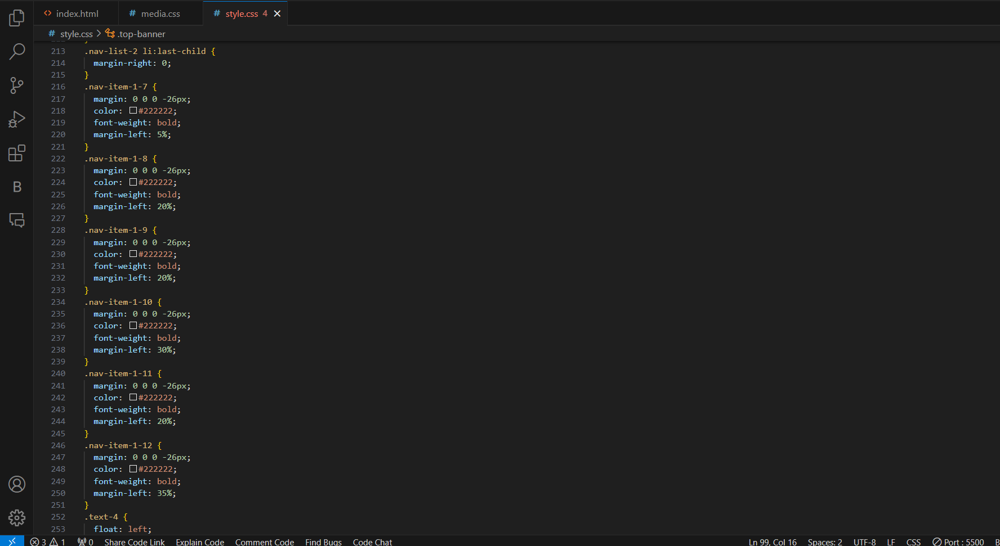 index.html
media.css
style.css 4
style.css > .top-banner
213 .nav-list-2 li:last-child {
214 margin-right: 0;
215 }
216 .nav-item-1-7 {
217 margin: 0 0 0 -26px;
218 color: #222222;
219 font-weight: bold;
220 margin-left: 5%;
221 }
222 .nav-item-1-8 {
223 margin: 0 0 0 -26px;
224 color: #222222;
225 font-weight: bold;
226 margin-left: 20%;
227 }
228 .nav-item-1-9 {
229 margin: 0 0 0 -26px;
230 color: #222222;
231 font-weight: bold;
232 margin-left: 20%;
233 }
234 .nav-item-1-10 {
235 margin: 0 0 0 -26px;
236 color: #222222;
237 font-weight: bold;
238 margin-left: 30%;
239 }
240 .nav-item-1-11 {
241 margin: 0 0 0 -26px;
242 color: #222222;
243 font-weight: bold;
244 margin-left: 20%;
245 }
246 .nav-item-1-12 {
247 margin: 0 0 0 -26px;
248 color: #222222;
249 font-weight: bold;
250 margin-left: 35%;
251 }
252 .text-4 {
253 float: left;
B
3 1 0 Share Code Link Explain Code Comment Code Find Bugs Code Chat Ln 99, Col 16 Spaces: 2 UTF-8 LF CSS Port : 5500